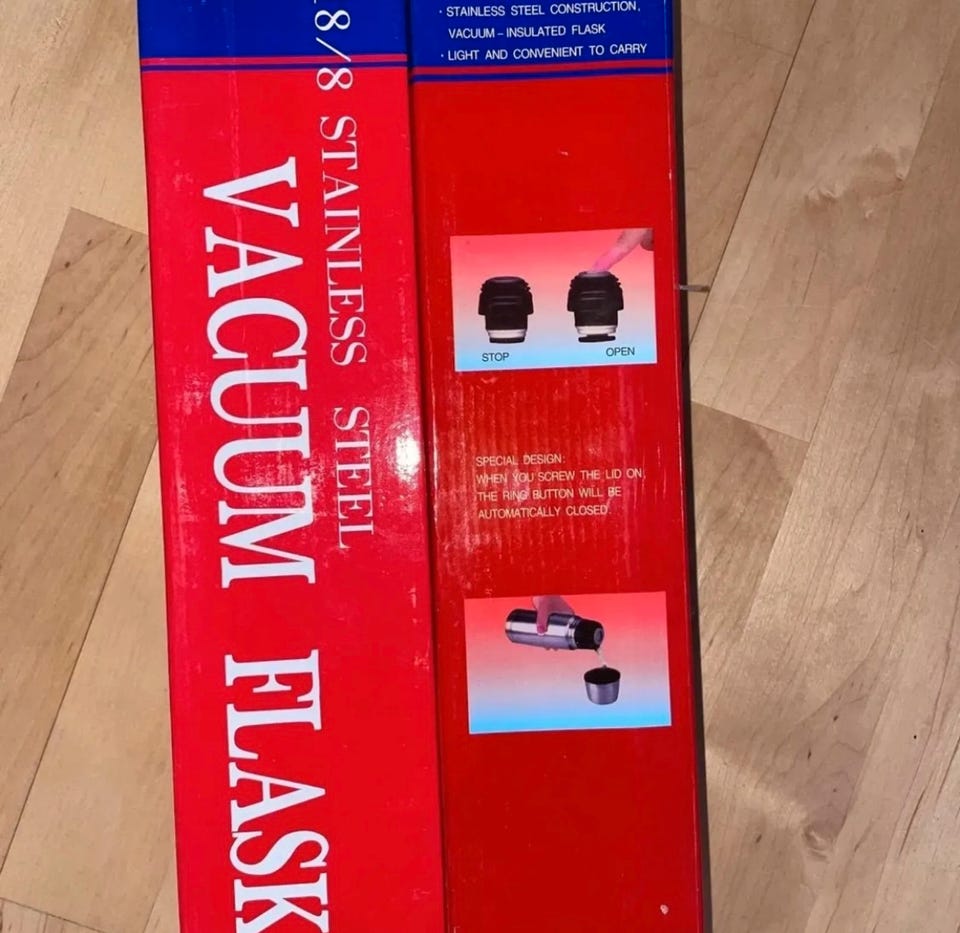 18/8 STAINLESS STEEL
VACUUM FLASK
· STAINLESS STEEL CONSTRUCTION,
VACUUM-INSULATED FLASK
· LIGHT AND CONVENIENT TO CARRY
STOP OPEN
SPECIAL DESIGN:
WHEN YOU SCREW THE LID ON,
THE RING BUTTON WILL BE
AUTOMATICALLY CLOSED.